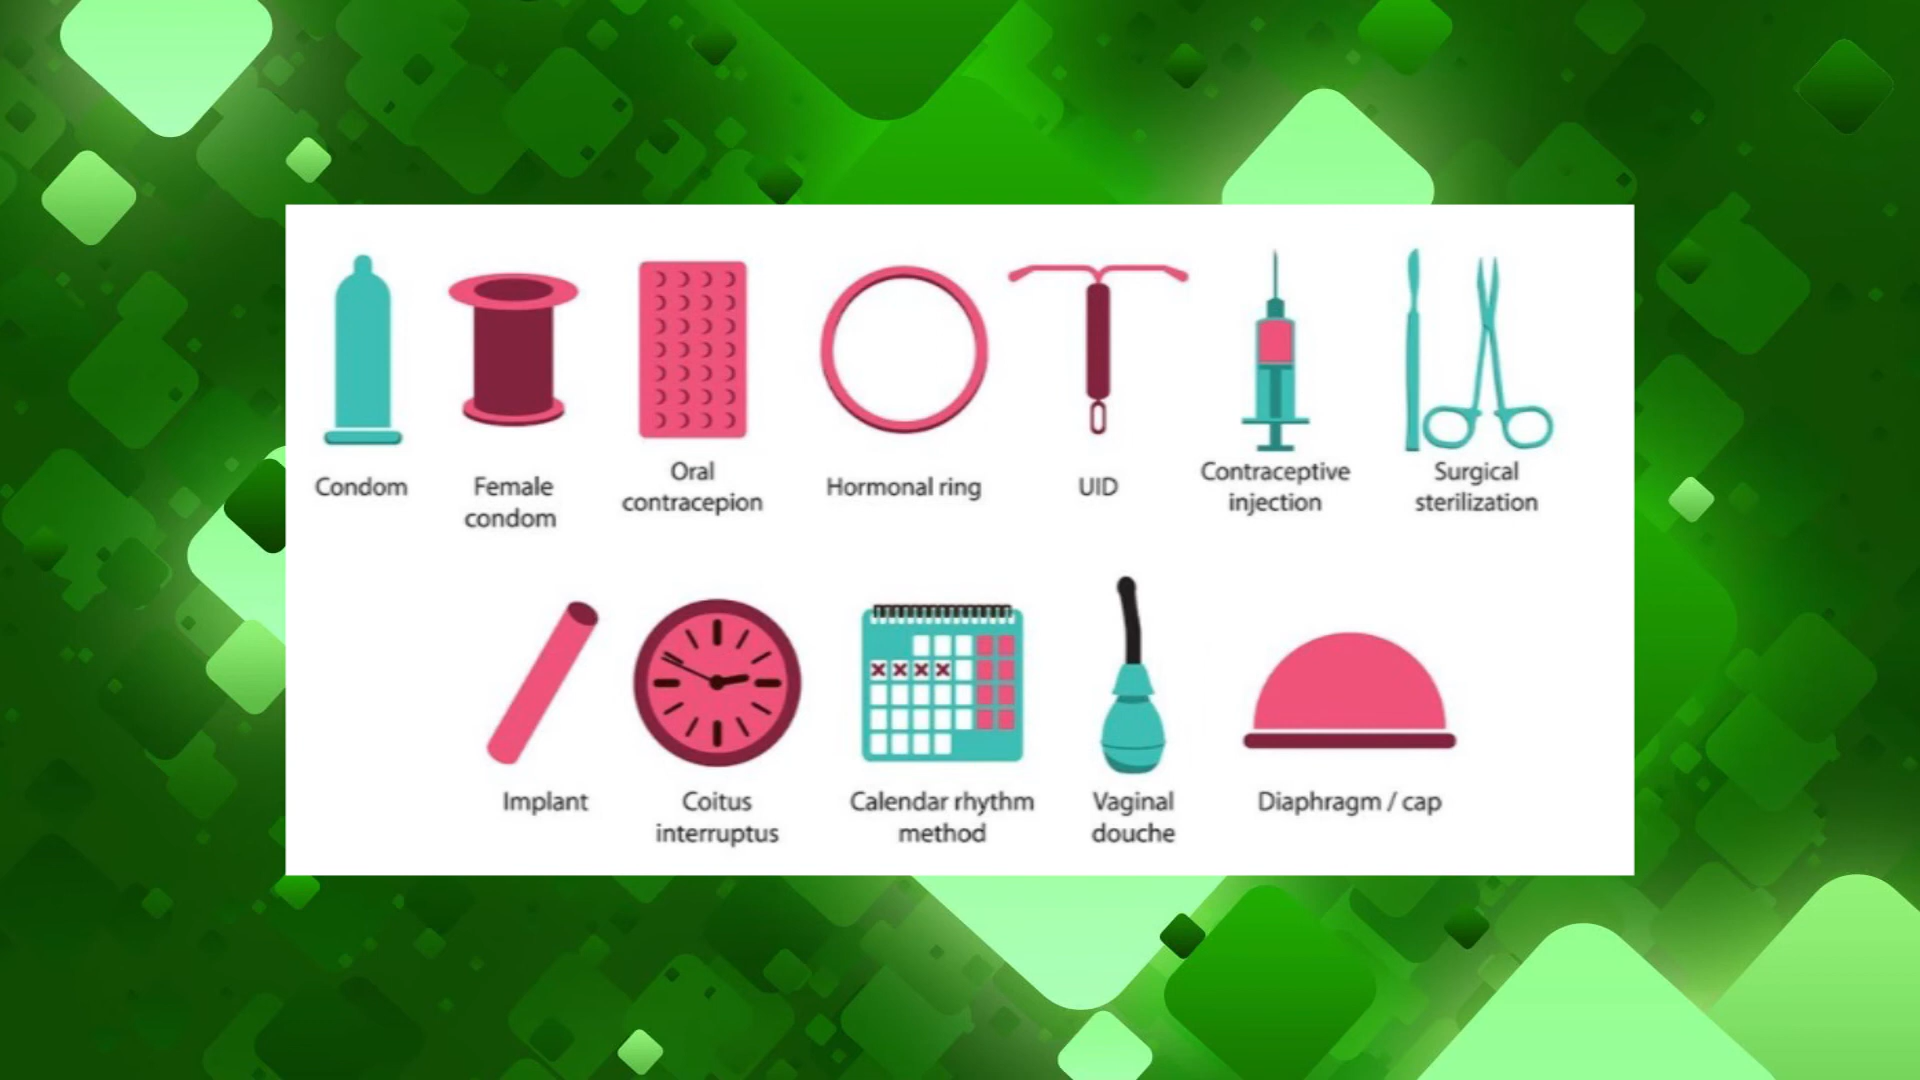 Condom
Female
condom
Oral
contracepion
Hormonal ring
UID
Contraceptive
injection
Surgical
sterilization
Implant
Coitus
interruptus
Calendar rhythm
method
Vaginal
douche
Diaphragm / cap